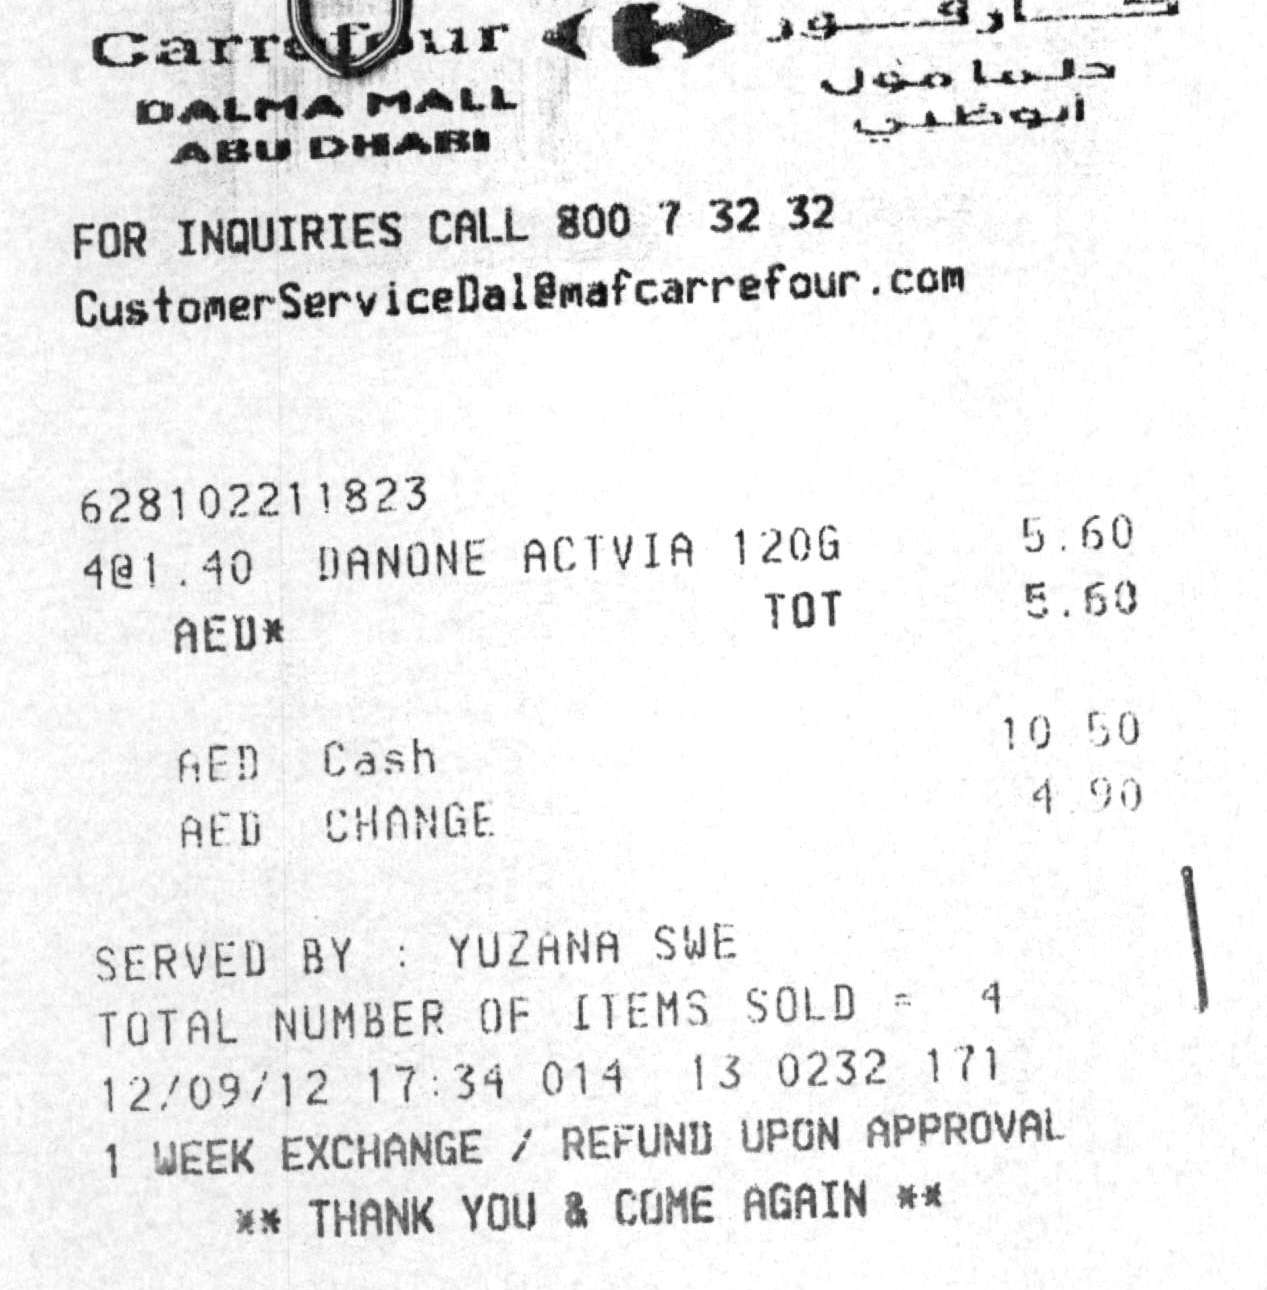 Carrefour كارفور
DALMA MALL دلما مول
ABU DHABI أبوظبي
FOR INQUIRIES CALL 800 7 32 32
CustomerServiceDal@mafcarrefour.com
628102211823
4@1.40 DANONE ACTVIA 120G 5.60
AED* TOT 5.60
AED Cash 10 50
AED CHANGE 4 90
SERVED BY : YUZANA SWE
TOTAL NUMBER OF ITEMS SOLD = 4
12/09/12 17:34 014 13 0232 171
1 WEEK EXCHANGE / REFUND UPON APPROVAL
** THANK YOU & COME AGAIN **